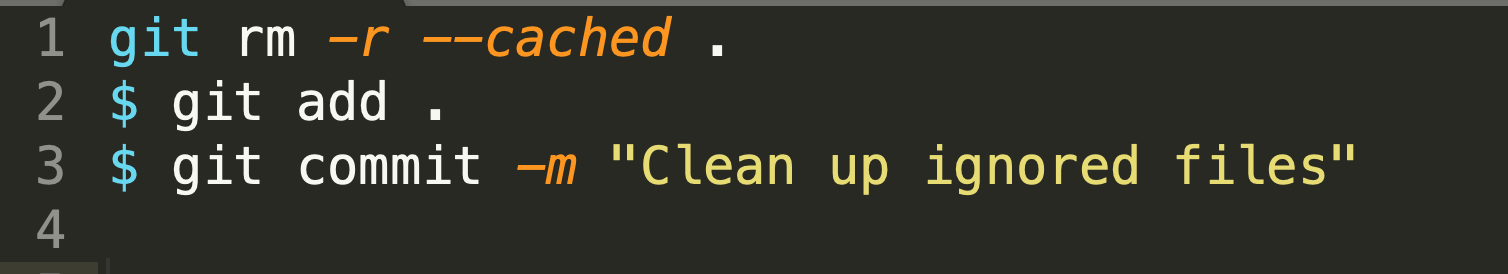 1 git rm -r --cached .
2 $ git add .
3 $ git commit -m "Clean up ignored files"
4